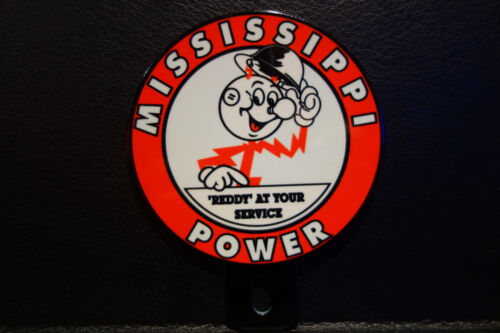 MISSISSIPPI
'REDDY' AT YOUR
SERVICE
POWER